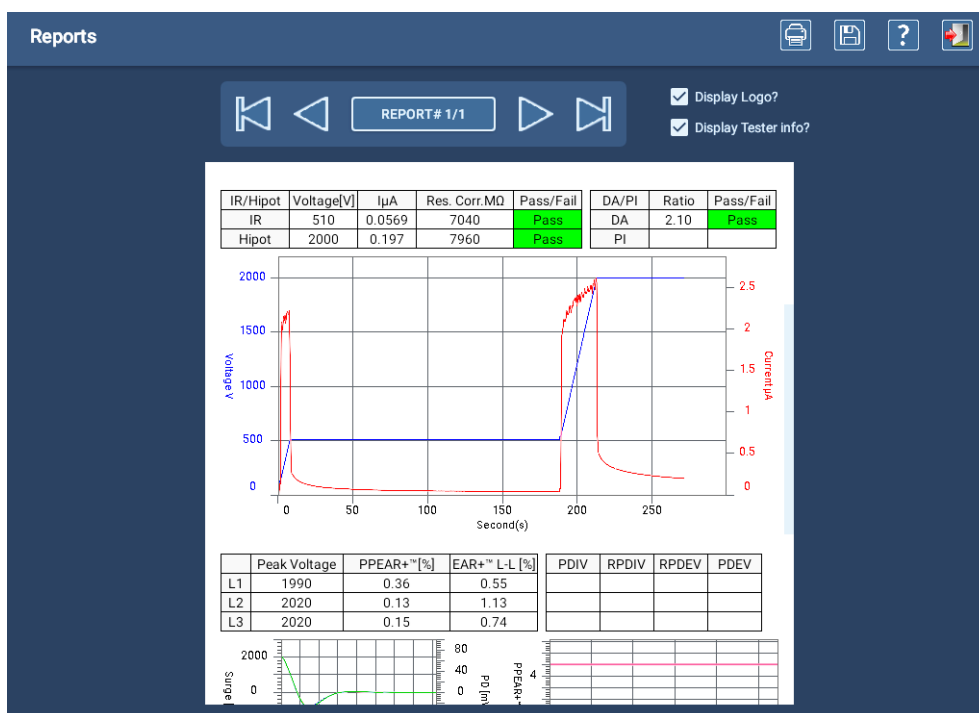 Reports
?
REPORT# 1/1
Display Logo?
Display Tester info?
IR/Hipot Voltage[V] IµA Res. Corr.MΩ Pass/Fail DA/PI Ratio Pass/Fail
IR 510 0.0569 7040 Pass DA 2.10 Pass
Hipot 2000 0.197 7960 Pass PI
2000
1500
1000
500
0
Voltage V
2.5
2
1.5
1
0.5
0
Current µA
0 50 100 150 200 250
Second(s)
Peak Voltage PPEAR+™[%] EAR+™ L-L [%] PDIV RPDIV RPDEV PDEV
L1 1990 0.36 0.55
L2 2020 0.13 1.13
L3 2020 0.15 0.74
2000
0
Surge
80
40
0
PD
PPEAR+™
4